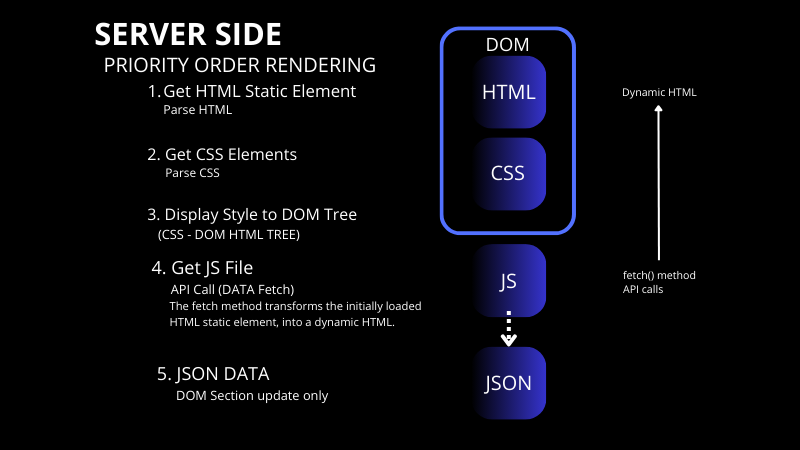 SERVER SIDE
PRIORITY ORDER RENDERING
1. Get HTML Static Element
Parse HTML
2. Get CSS Elements
Parse CSS
3. Display Style to DOM Tree
(CSS - DOM HTML TREE)
4. Get JS File
API Call (DATA Fetch)
The fetch method transforms the initially loaded
HTML static element, into a dynamic HTML.
5. JSON DATA
DOM Section update only
DOM
HTML
CSS
JS
JSON
Dynamic HTML
fetch() method
API calls